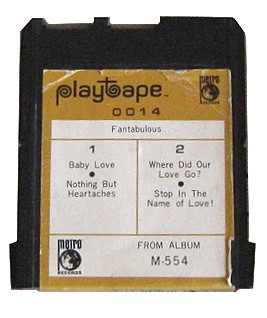 playtape™
METRO
RECORDS
0014
Fantabulous
1
Baby Love
•
Nothing But
Heartaches
2
Where Did Our
Love Go?
•
Stop In The
Name of Love!
METRO
RECORDS
FROM ALBUM
M-554